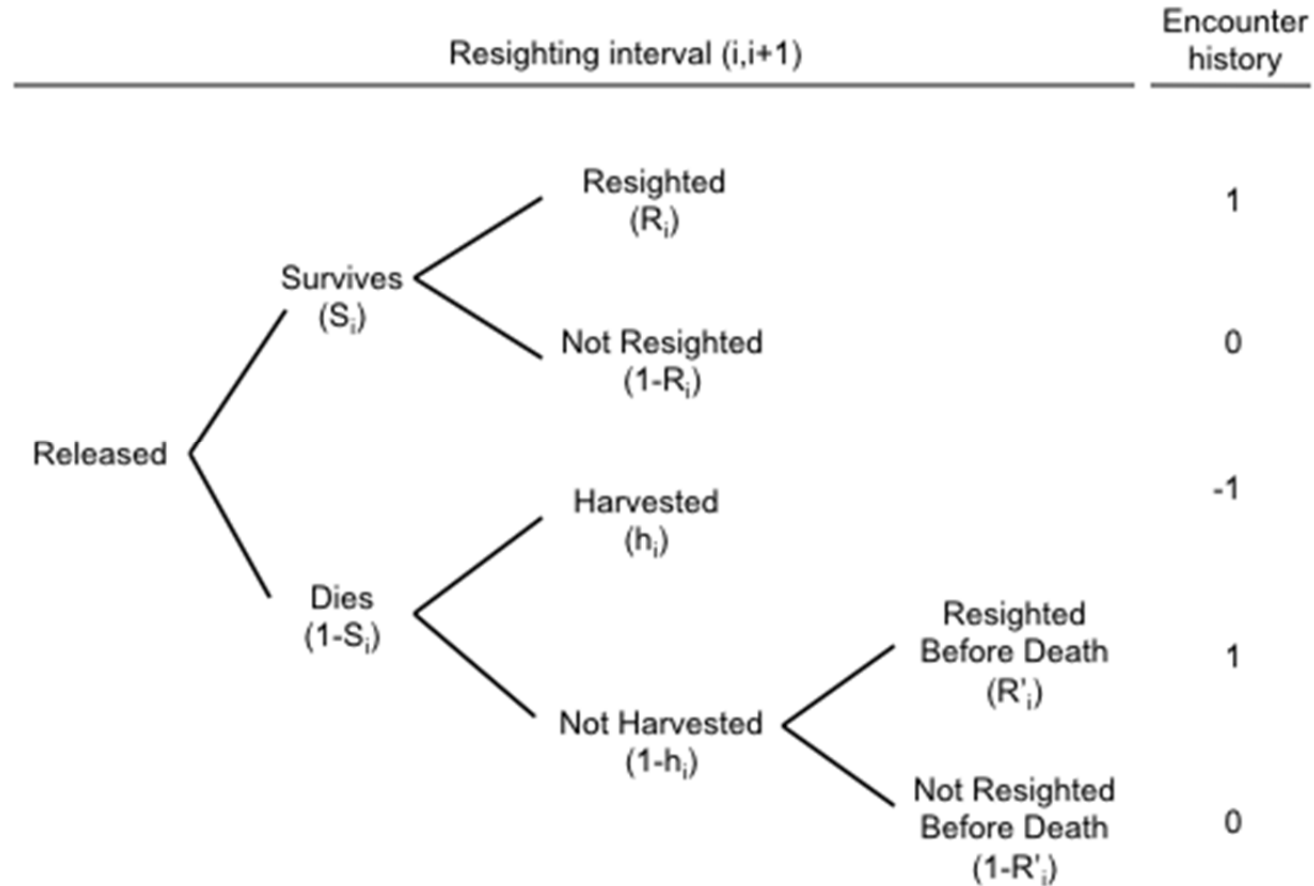 Resighting interval (i,i+1)
Encounter
history
Resighted
(Ri)
1
Survives
(Si)
Not Resighted
(1-Ri)
0
Released
Harvested
(hi)
-1
Dies
(1-Si)
Resighted
Before Death
(R'i)
1
Not Harvested
(1-hi)
Not Resighted
Before Death
(1-R'i)
0